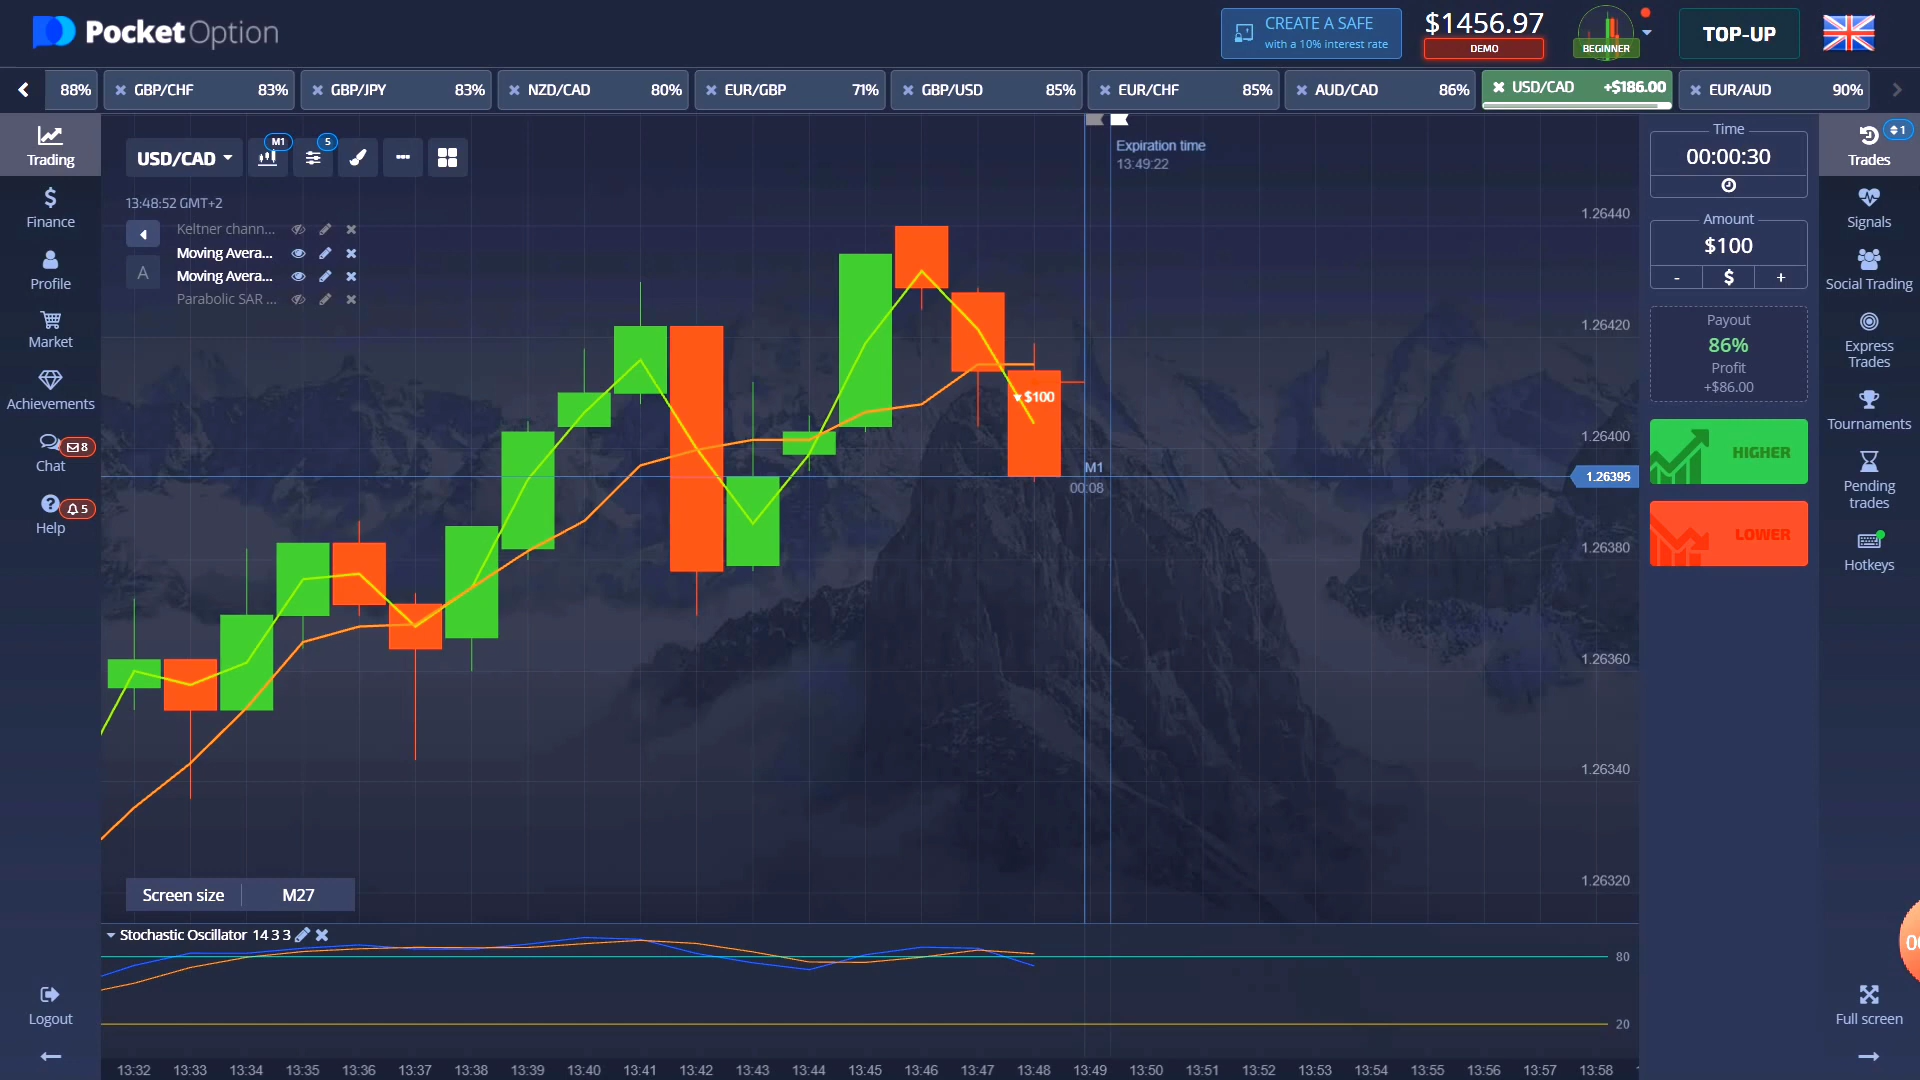 PocketOption
CREATE A SAFE
with a 10% interest rate
$1456.97
DEMO
BEGINNER
TOP-UP
88%
GBP/CHF 83%
GBP/JPY 83%
NZD/CAD 80%
EUR/GBP 71%
GBP/USD 85%
EUR/CHF 85%
AUD/CAD 86%
USD/CAD +$186.00
EUR/AUD 90%
Trading
Finance
Profile
Market
Achievements
Chat 8
Help 5
Logout
USD/CAD
M1
5
13:48:52 GMT+2
Keltner chann...
Moving Avera...
A
Moving Avera...
Parabolic SAR ...
Expiration time
13:49:22
$100
M1
00:08
1.26440
1.26420
1.26400
1.26395
1.26380
1.26360
1.26340
1.26320
Screen size M27
Stochastic Oscillator 14 3 3
80
20
13:32 13:33 13:34 13:35 13:36 13:37 13:38 13:39 13:40 13:41 13:42 13:43 13:44 13:45 13:46 13:47 13:48 13:49 13:50 13:51 13:52 13:53 13:54 13:55 13:56 13:57 13:58
Time
00:00:30
Amount
$100
- $ +
Payout
86%
Profit
+$86.00
HIGHER
LOWER
1
Trades
Signals
Social Trading
Express
Trades
Tournaments
Pending
trades
Hotkeys
Full screen